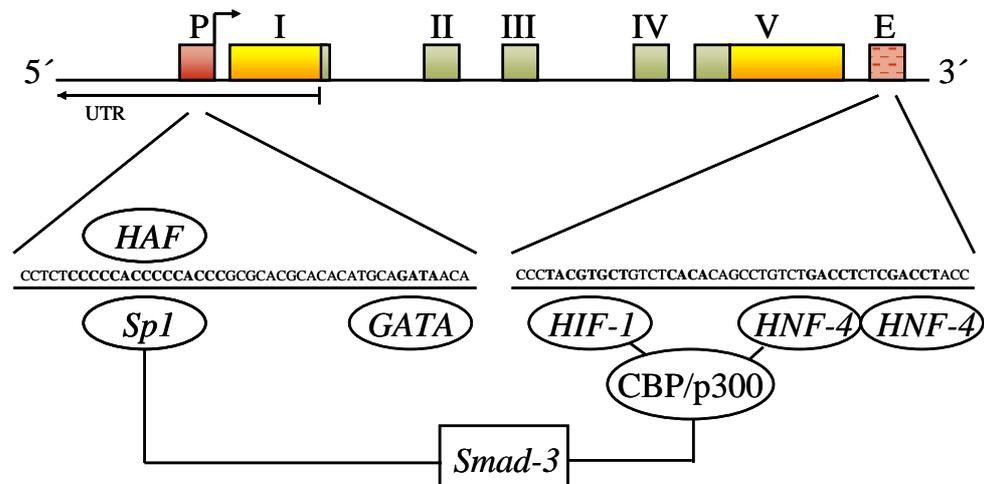 P I II III IV V E
5´ 3´
UTR
HAF
CCTCTCCCCCCACCCCCCACCCGCGCACGCACACACATGCAGATAACA CCCTACGTGCTGTCTCACACAGCCTGTCTGACCTCTCGACCTACC
Sp1 GATA HIF-1 HNF-4 HNF-4
CBP/p300
Smad-3